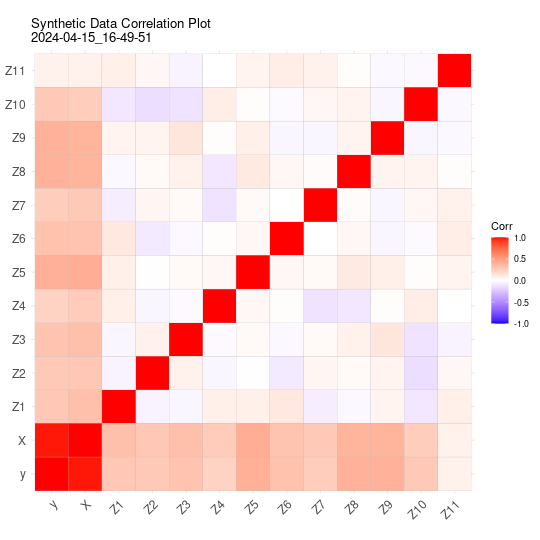 Synthetic Data Correlation Plot
2024-04-15_16-49-51
Z11
Z10
Z9
Z8
Z7
Z6
Z5
Z4
Z3
Z2
Z1
X
y
y X Z1 Z2 Z3 Z4 Z5 Z6 Z7 Z8 Z9 Z10 Z11
Corr
1.0
0.5
0.0
-0.5
-1.0